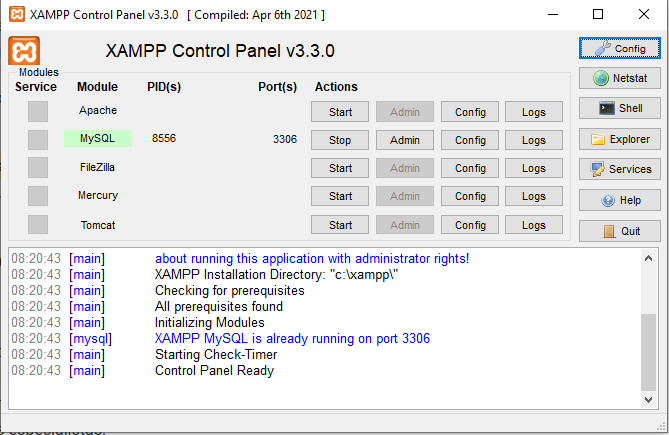 XAMPP Control Panel v3.3.0 [ Compiled: Apr 6th 2021 ]
XAMPP Control Panel v3.3.0
Config
Modules
Service Module PID(s) Port(s) Actions
Netstat
Apache Start Admin Config Logs
Shell
MySQL 8556 3306 Stop Admin Config Logs
Explorer
FileZilla Start Admin Config Logs
Services
Mercury Start Admin Config Logs
Help
Tomcat Start Admin Config Logs
Quit
08:20:43 [main] about running this application with administrator rights!
08:20:43 [main] XAMPP Installation Directory: "c:\xampp\"
08:20:43 [main] Checking for prerequisites
08:20:43 [main] All prerequisites found
08:20:43 [main] Initializing Modules
08:20:43 [mysql] XAMPP MySQL is already running on port 3306
08:20:43 [main] Starting Check-Timer
08:20:43 [main] Control Panel Ready